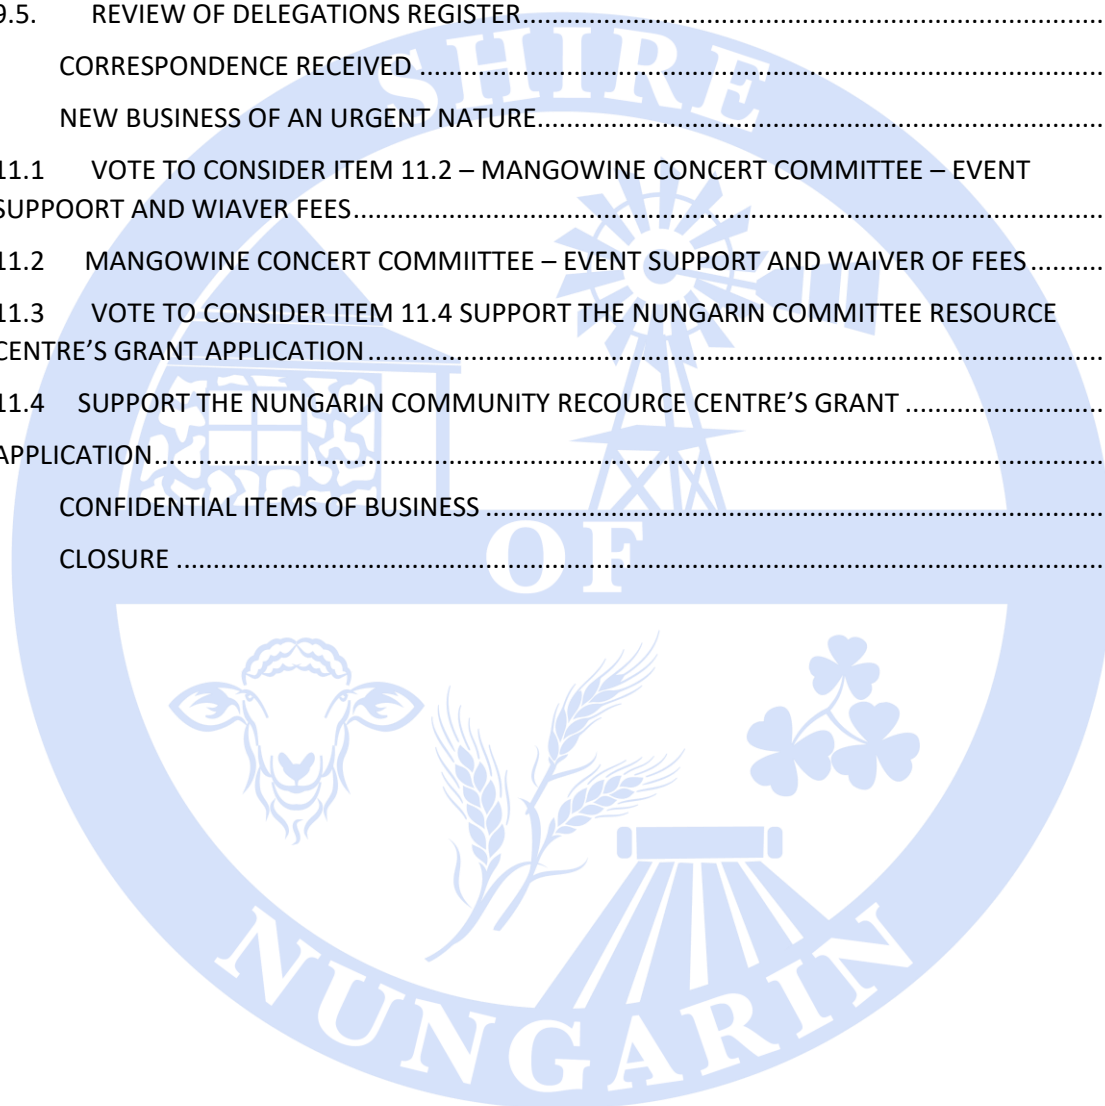 9.5. REVIEW OF DELEGATIONS REGISTER
CORRESPONDENCE RECEIVED
NEW BUSINESS OF AN URGENT NATURE
11.1 VOTE TO CONSIDER ITEM 11.2 – MANGOWINE CONCERT COMMITTEE – EVENT
SUPPOORT AND WIAVER FEES
11.2 MANGOWINE CONCERT COMMIITTEE – EVENT SUPPORT AND WAIVER OF FEES
11.3 VOTE TO CONSIDER ITEM 11.4 SUPPORT THE NUNGARIN COMMITTEE RESOURCE
CENTRE’S GRANT APPLICATION
11.4 SUPPORT THE NUNGARIN COMMUNITY RECOURCE CENTRE’S GRANT
APPLICATION
CONFIDENTIAL ITEMS OF BUSINESS
CLOSURE
SHIRE
OF
NUNGARIN